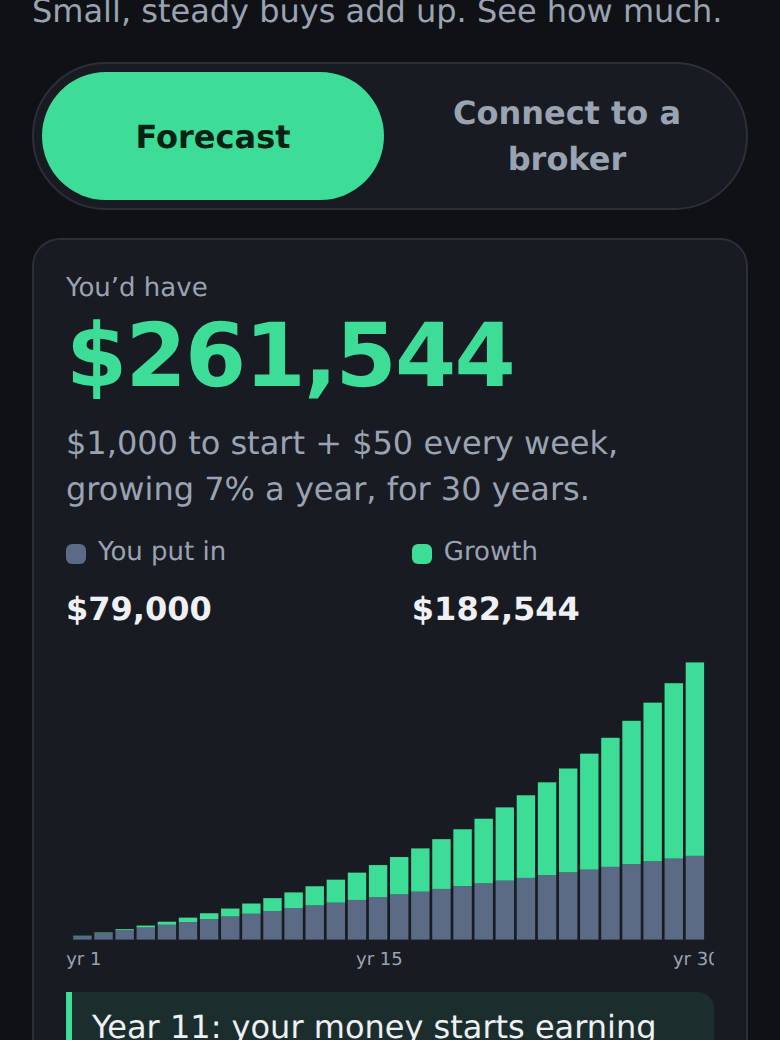 Small, steady buys add up. See how much.
Forecast
Connect to a
broker
You’d have
$261,544
$1,000 to start + $50 every week,
growing 7% a year, for 30 years.
You put in
Growth
$79,000
$182,544
yr 1
yr 15
yr 30
Year 11: your money starts earning